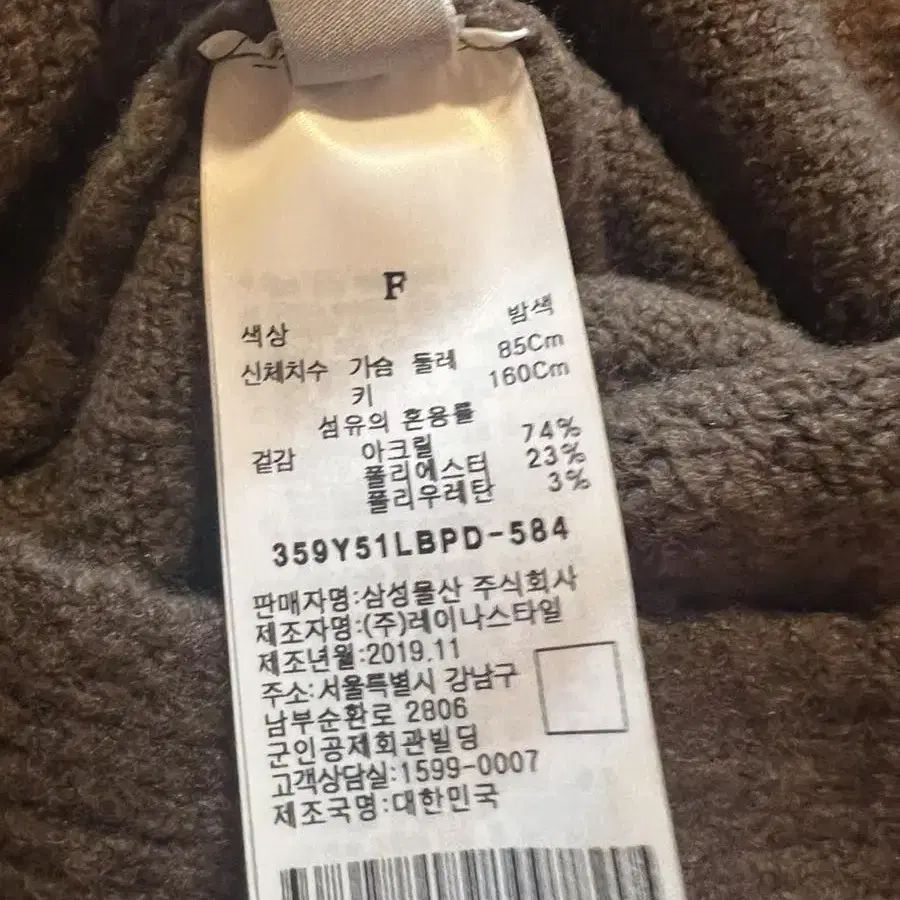 F
색상 밤색
신체치수 가슴 둘레 85Cm
키 160Cm
섬유의 혼용률
겉감 아크릴 74%
폴리에스터 23%
폴리우레탄 3%
359Y51LBPD-584
판매자명:삼성물산 주식회사
제조자명:(주)레이나스타일
제조년월:2019.11
주소:서울특별시 강남구
남부순환로 2806
군인공제회관빌딩
고객상담실:1599-0007
제조국명:대한민국